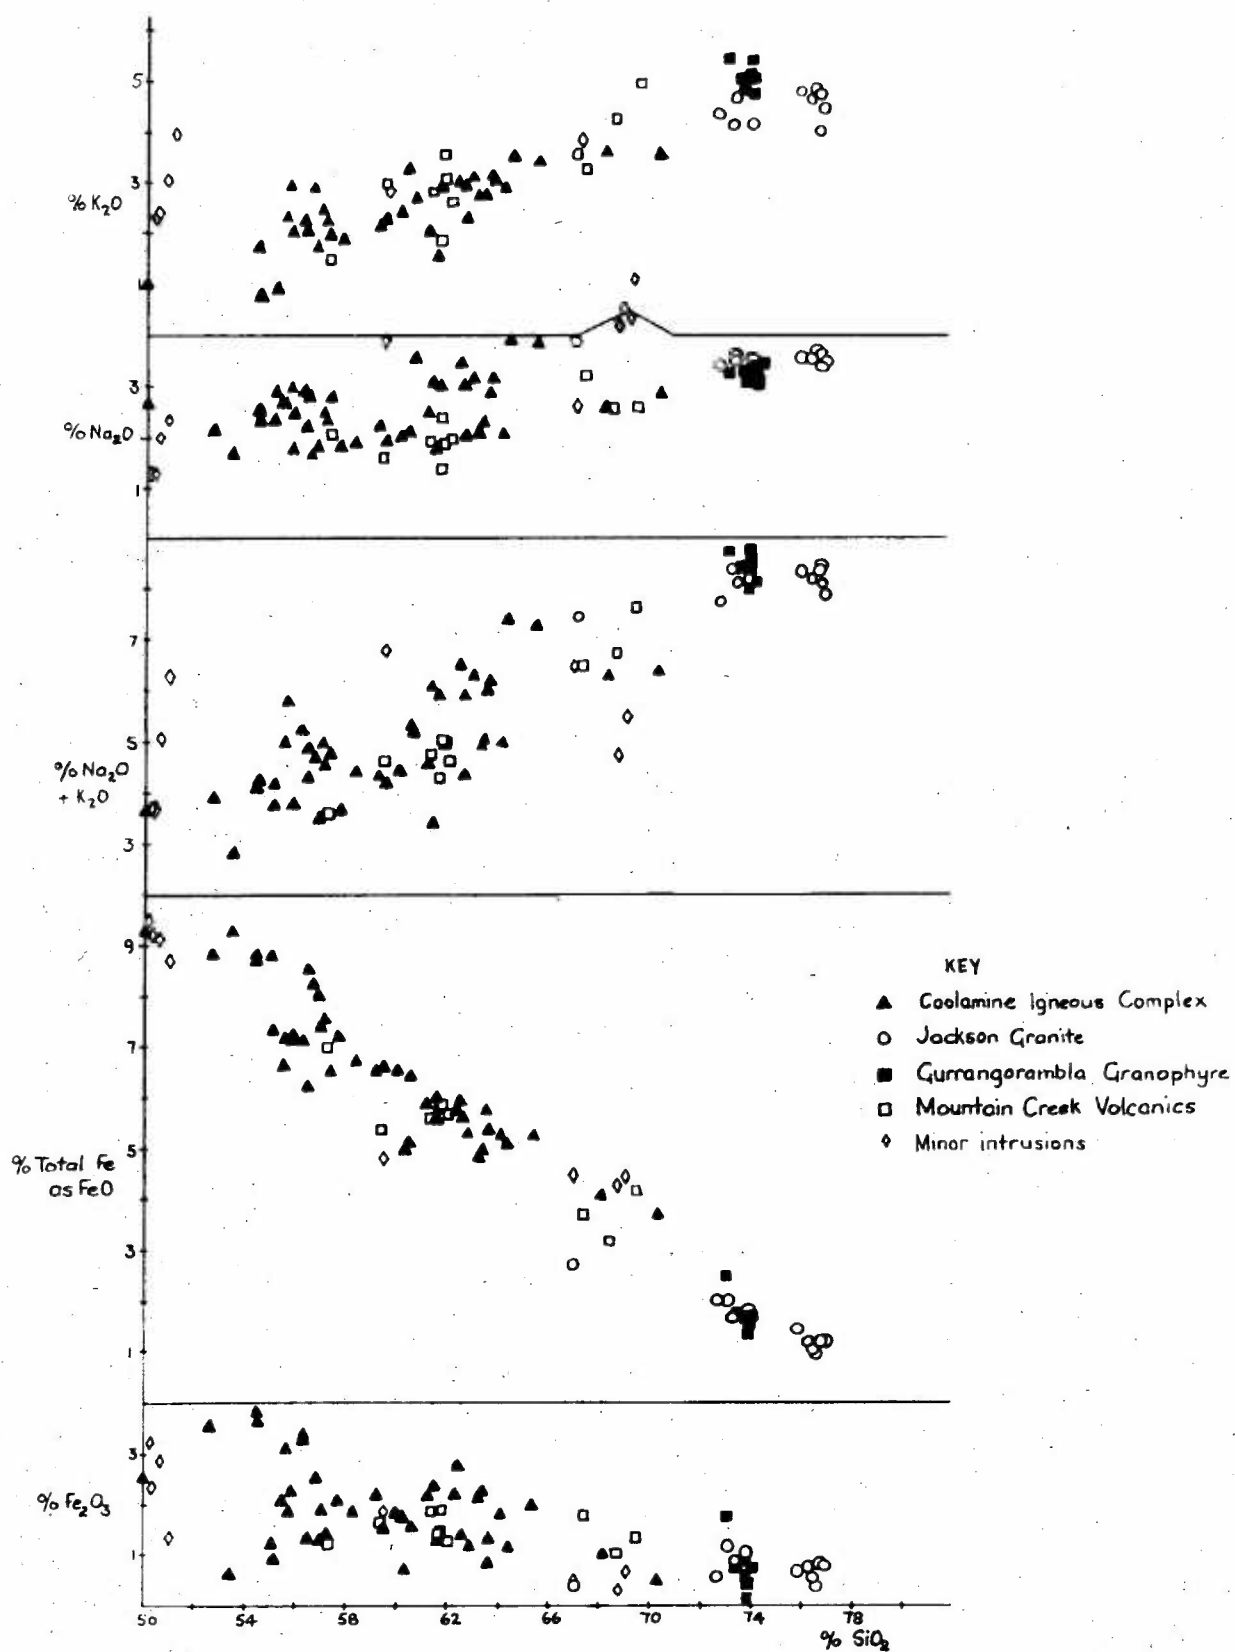 5
3
% K2O
1
3
% Na2O
1
7
5
% Na2O
+ K2O
3
9
7
5
% Total Fe
as FeO
3
1
3
% Fe2O3
1
50 54 58 62 66 70 74 78
% SiO2
KEY
Coolamine Igneous Complex
Jackson Granite
Gurrangorambla Granophyre
Mountain Creek Volcanics
Minor intrusions